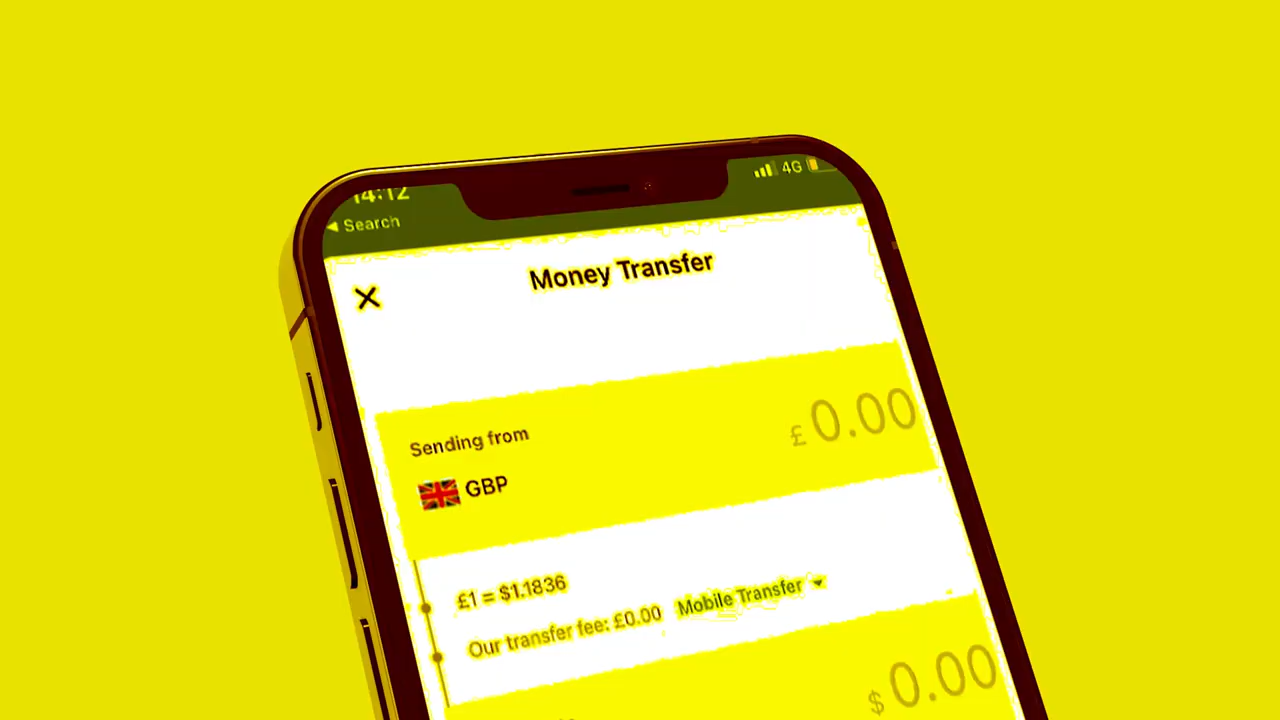 14:12
4G
◀ Search
Money Transfer
Sending from
£ 0.00
GBP
£1 = $1.1836
Our transfer fee: £0.00 Mobile Transfer
$ 0.00